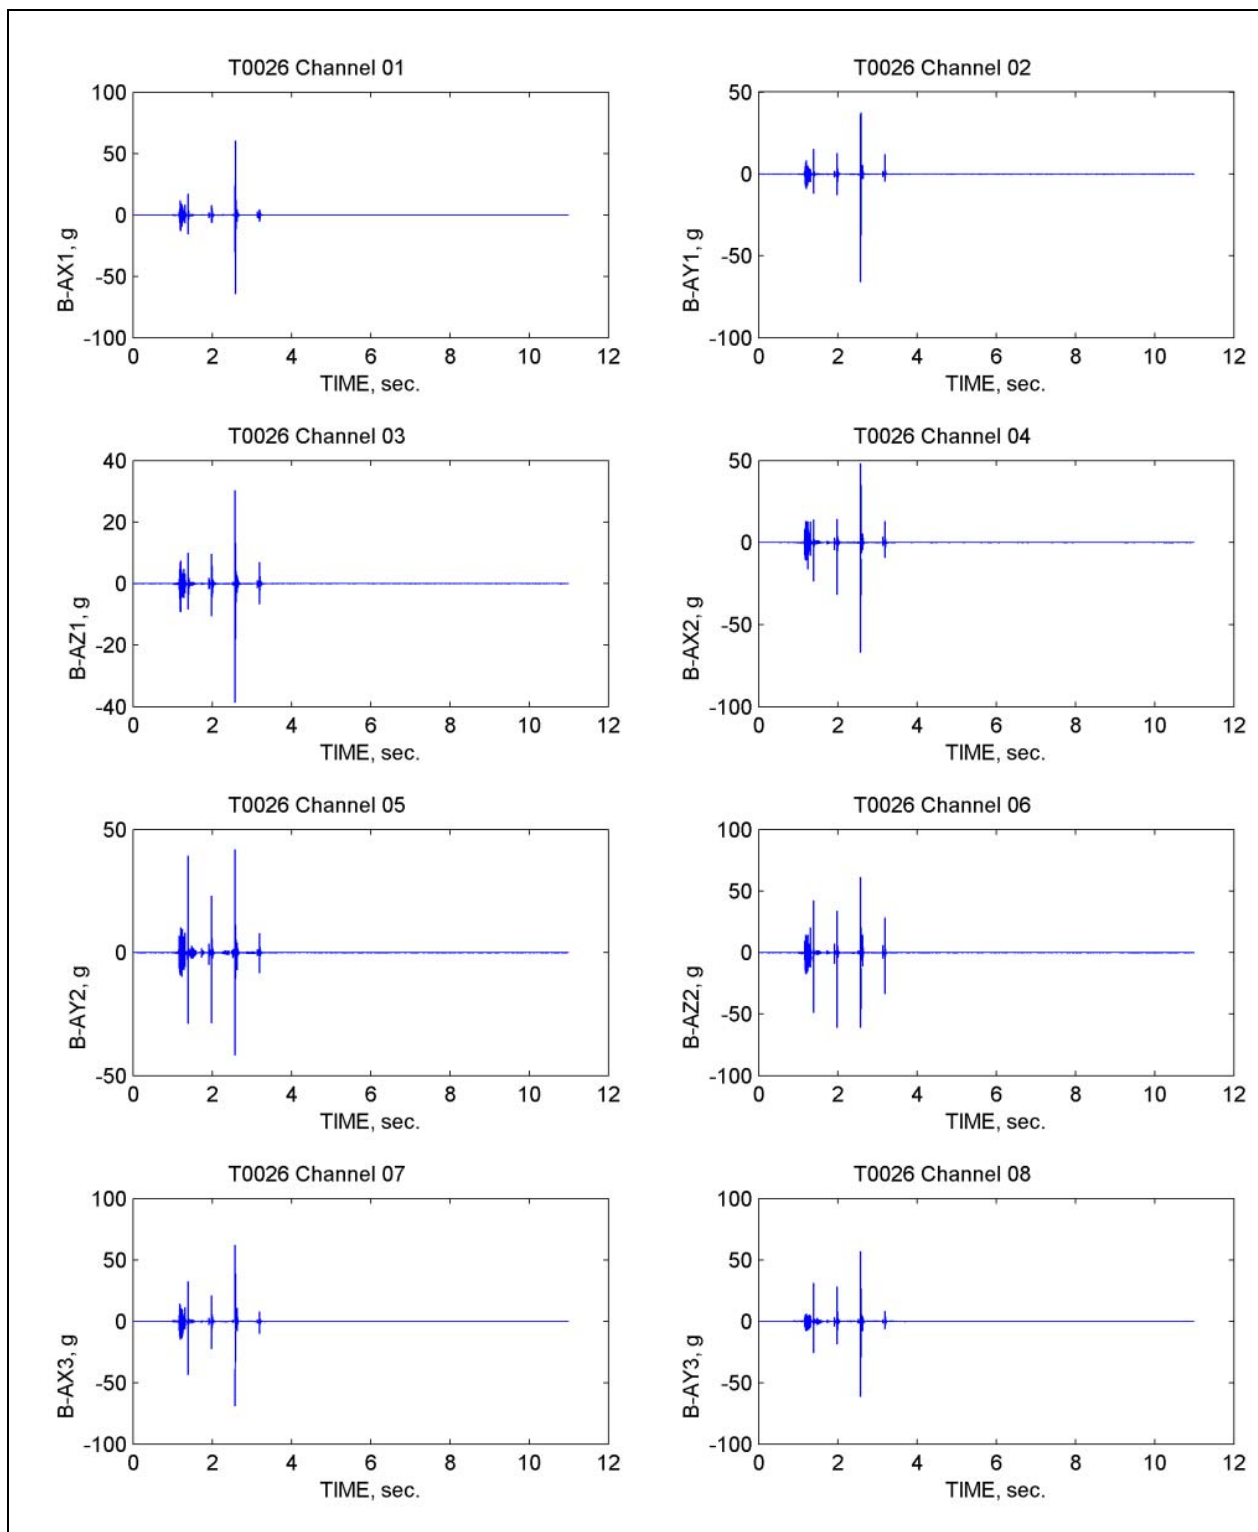 T0026 Channel 01
100
50
0
-50
-100
B-AX1, g
0 2 4 6 8 10 12
TIME, sec.
T0026 Channel 02
50
0
-50
-100
B-AY1, g
0 2 4 6 8 10 12
TIME, sec.
T0026 Channel 03
40
20
0
-20
-40
B-AZ1, g
0 2 4 6 8 10 12
TIME, sec.
T0026 Channel 04
50
0
-50
-100
B-AX2, g
0 2 4 6 8 10 12
TIME, sec.
T0026 Channel 05
50
0
-50
B-AY2, g
0 2 4 6 8 10 12
TIME, sec.
T0026 Channel 06
100
50
0
-50
-100
B-AZ2, g
0 2 4 6 8 10 12
TIME, sec.
T0026 Channel 07
100
50
0
-50
-100
B-AX3, g
0 2 4 6 8 10 12
TIME, sec.
T0026 Channel 08
100
50
0
-50
-100
B-AY3, g
0 2 4 6 8 10 12
TIME, sec.